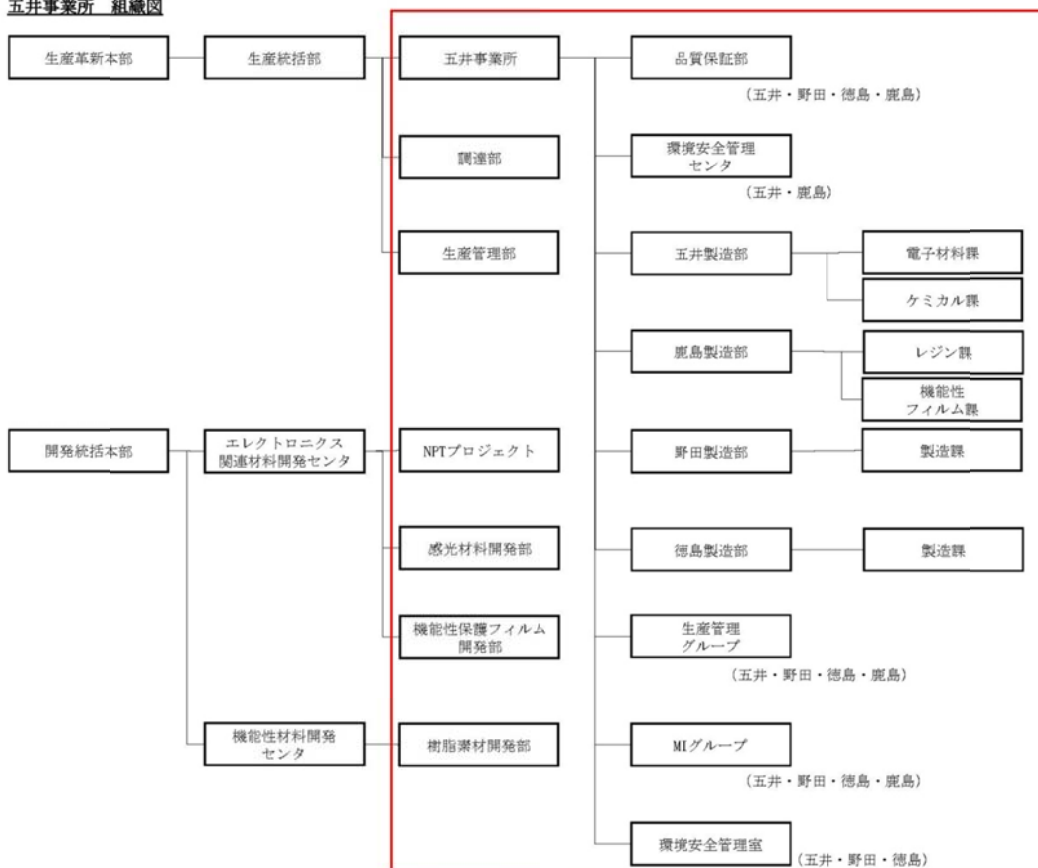 五井事業所 組織図
生産革新本部
生産統括部
五井事業所
品質保証部
(五井・野田・徳島・鹿島)
調達部
環境安全管理
センタ
(五井・鹿島)
生産管理部
五井製造部
電子材料課
ケミカル課
鹿島製造部
レジン課
機能性
フィルム課
開発統括本部
エレクトロニクス
関連材料開発センタ
NPTプロジェクト
野田製造部
製造課
感光材料開発部
徳島製造部
製造課
機能性保護フィルム
開発部
生産管理
グループ
(五井・野田・徳島・鹿島)
機能性材料開発
センタ
樹脂素材開発部
MIグループ
(五井・野田・徳島・鹿島)
環境安全管理室
(五井・野田・徳島)